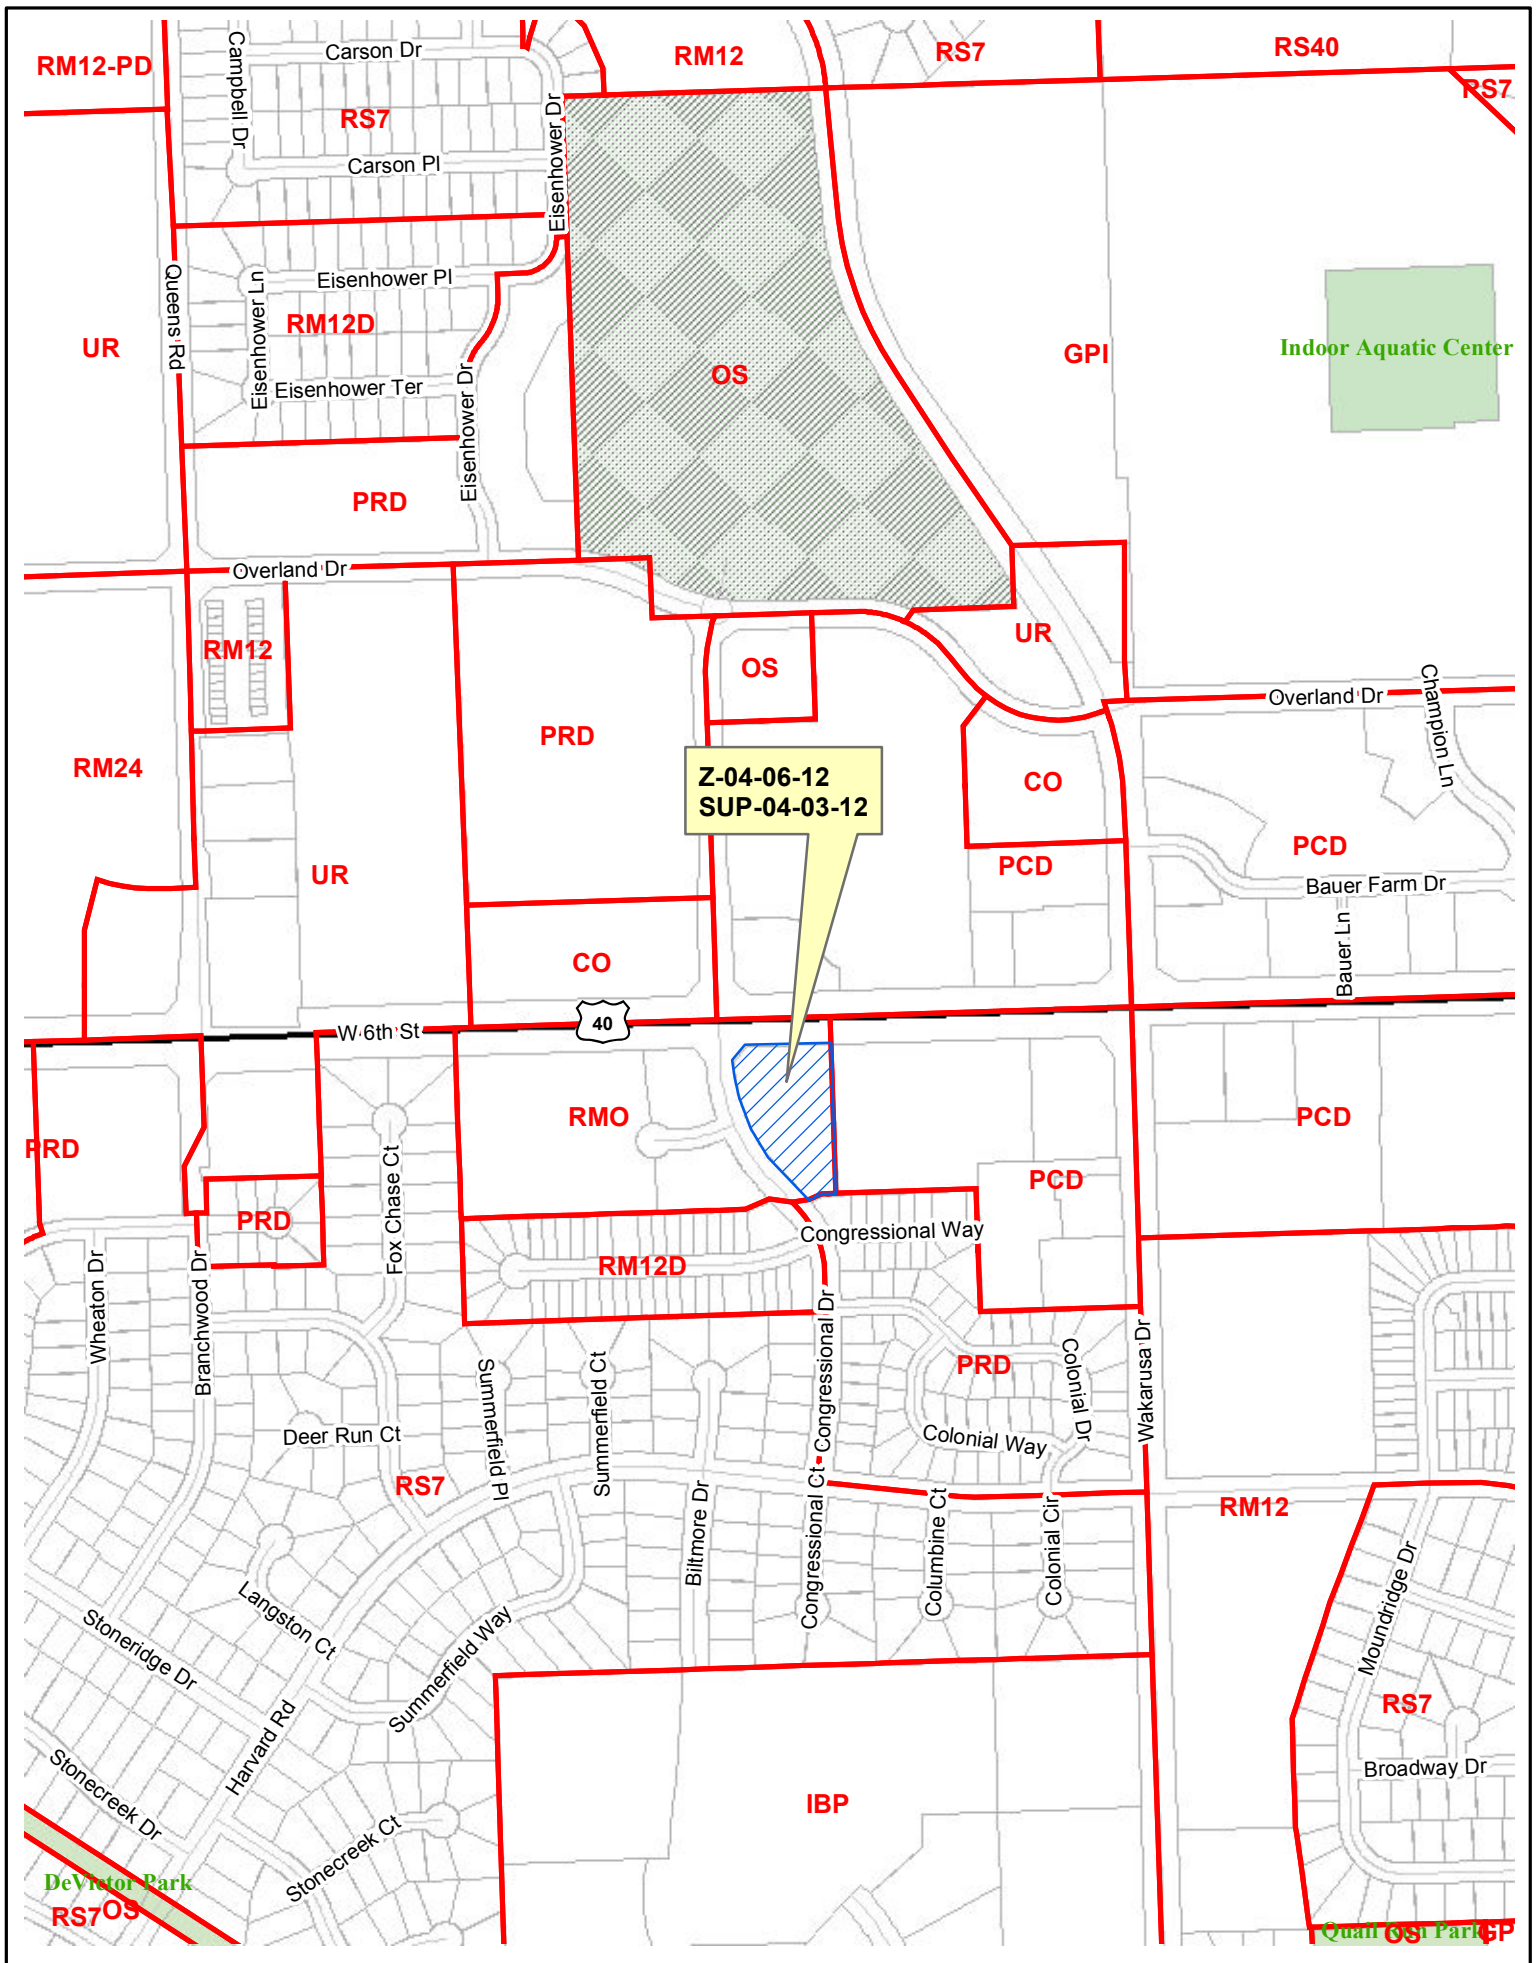 RM12-PD
Campbell Dr
Carson Dr
RM12
RS7
RS40
RS7
RS7
Eisenhower Dr
Carson Pl
Queens Rd
Eisenhower Ln
Eisenhower Pl
RM12D
UR
Eisenhower Ter
Eisenhower Dr
OS
GPI
Indoor Aquatic Center
PRD
Overland Dr
RM12
OS
UR
Overland Dr
Champion Ln
PRD
RM24
Z-04-06-12
SUP-04-03-12
CO
PCD
PCD
UR
Bauer Farm Dr
Bauer Ln
CO
W 6th St
40
RMO
PCD
PRD
Fox Chase Ct
PCD
PRD
Congressional Way
RM12D
Wheaton Dr
Branchwood Dr
Congressional Dr
Wakarusa Dr
Summerfield Pl
Summerfield Ct
PRD
Colonial Dr
Deer Run Ct
Congressional Dr
Colonial Way
RS7
Biltmore Dr
Congressional Ct
Columbine Ct
Colonial Cir
RM12
Moundridge Dr
Langston Ct
Stoneridge Dr
Summerfield Way
Harvard Rd
RS7
Stonecreek Dr
Broadway Dr
IBP
Stonecreek Ct
DeVictor Park
RS7
OS
Quail Run Park
OS
GP